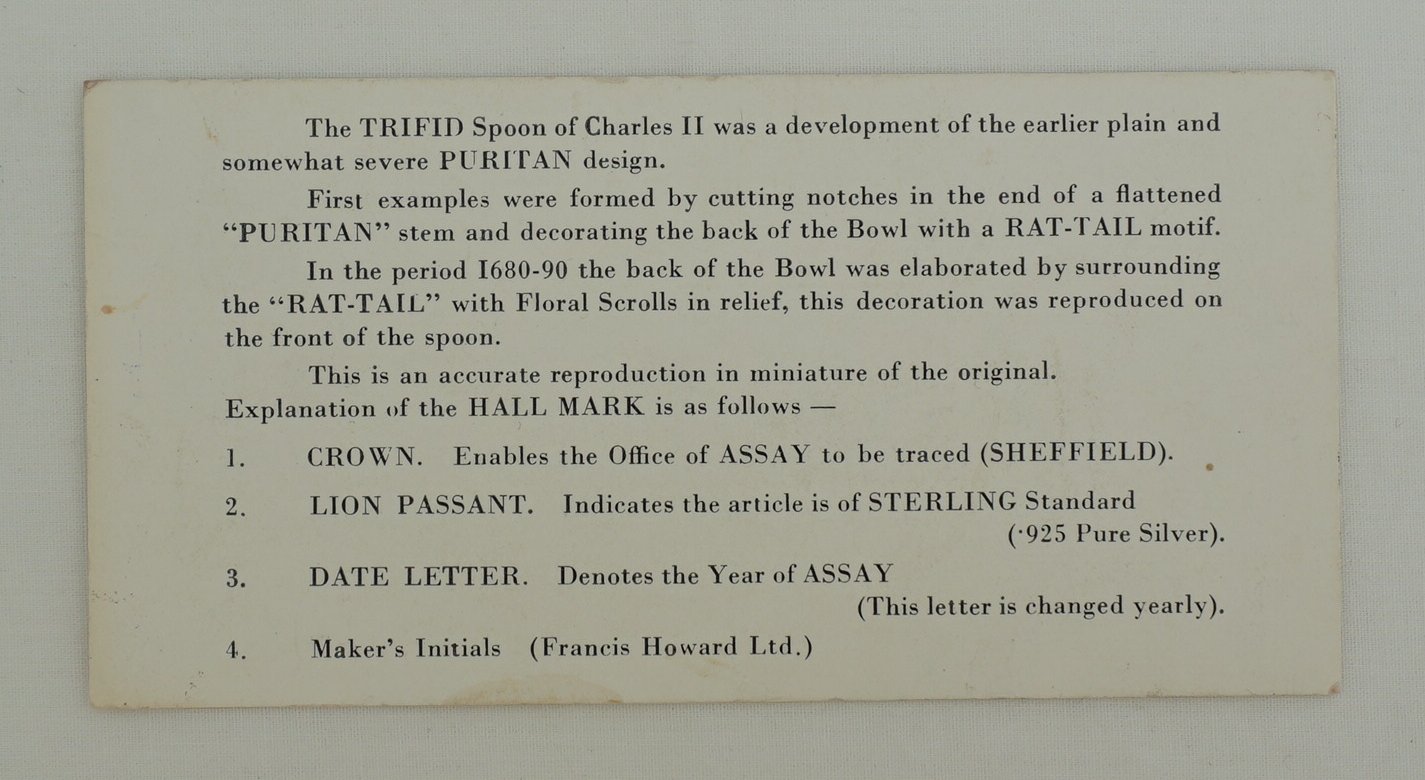 The TRIFID Spoon of Charles II was a development of the earlier plain and
somewhat severe PURITAN design.
First examples were formed by cutting notches in the end of a flattened
“PURITAN” stem and decorating the back of the Bowl with a RAT-TAIL motif.
In the period I680-90 the back of the Bowl was elaborated by surrounding
the “RAT-TAIL” with Floral Scrolls in relief, this decoration was reproduced on
the front of the spoon.
This is an accurate reproduction in miniature of the original.
Explanation of the HALL MARK is as follows —
1. CROWN. Enables the Office of ASSAY to be traced (SHEFFIELD).
2. LION PASSANT. Indicates the article is of STERLING Standard
(·925 Pure Silver).
3. DATE LETTER. Denotes the Year of ASSAY
(This letter is changed yearly).
4. Maker’s Initials (Francis Howard Ltd.)